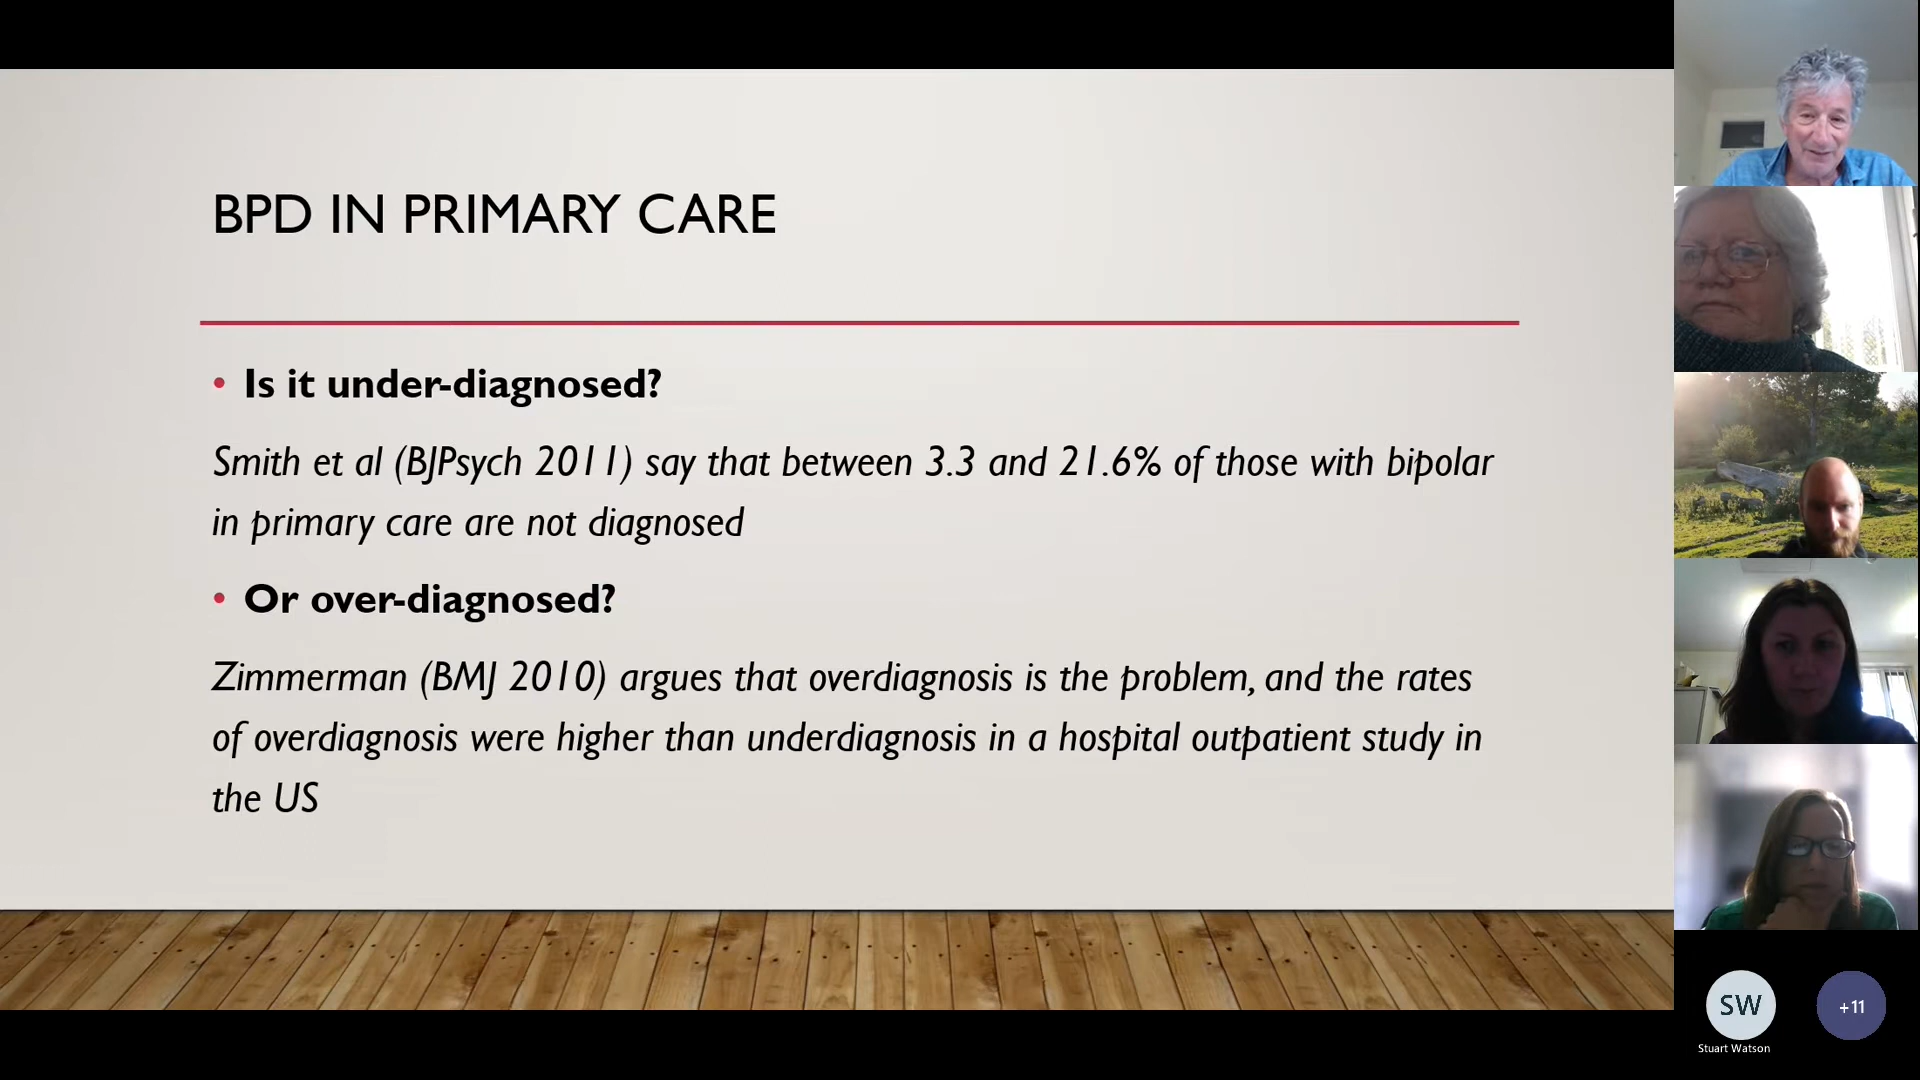 BPD IN PRIMARY CARE
• Is it under-diagnosed?
Smith et al (BJPsych 2011) say that between 3.3 and 21.6% of those with bipolar
in primary care are not diagnosed
• Or over-diagnosed?
Zimmerman (BMJ 2010) argues that overdiagnosis is the problem, and the rates
of overdiagnosis were higher than underdiagnosis in a hospital outpatient study in
the US
SW
+11
Stuart Watson